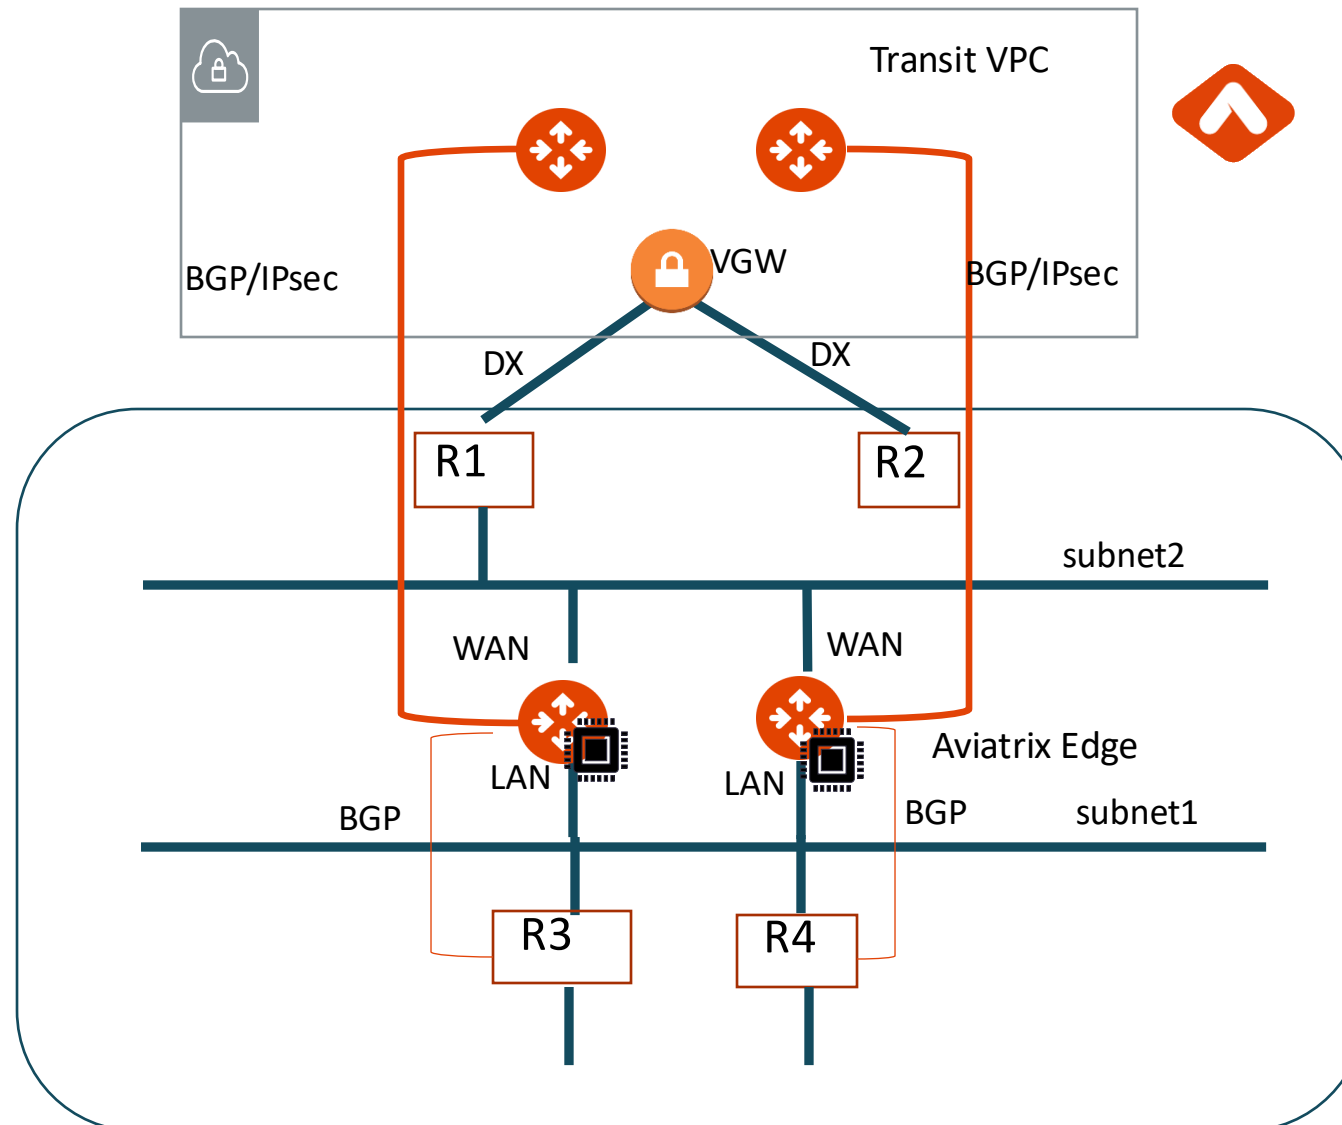 Transit VPC
VGW
BGP/IPsec
BGP/IPsec
DX
DX
R1
R2
subnet2
WAN
WAN
Aviatrix Edge
LAN
LAN
BGP
BGP
subnet1
R3
R4